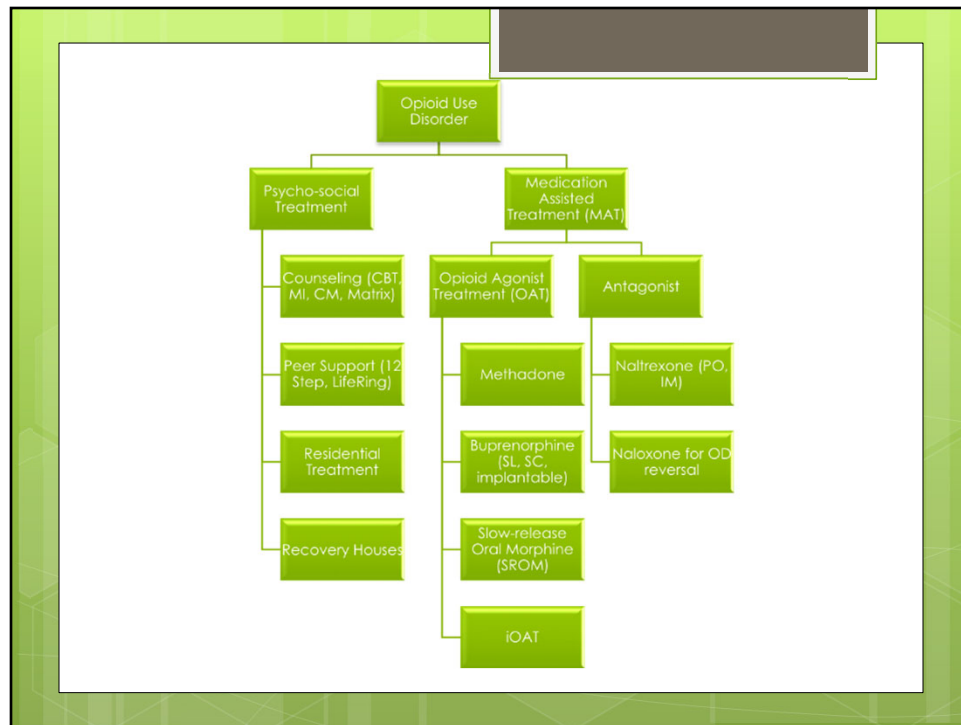 Opioid Use
Disorder
Psycho-social
Treatment
Medication
Assisted
Treatment (MAT)
Counseling (CBT,
MI, CM, Matrix)
Opioid Agonist
Treatment (OAT)
Antagonist
Peer Support (12
Step, LifeRing)
Methadone
Naltrexone (PO,
IM)
Residential
Treatment
Buprenorphine
(SL, SC,
implantable)
Naloxone for OD
reversal
Recovery Houses
Slow-release
Oral Morphine
(SROM)
iOAT